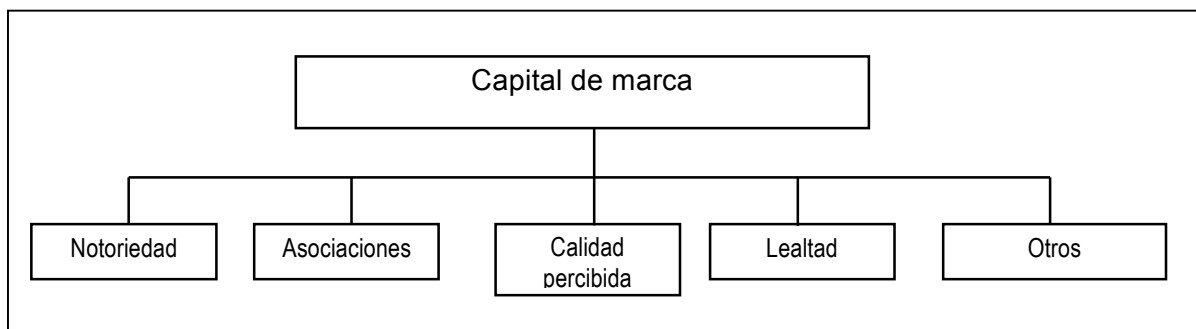 Capital de marca
Notoriedad
Asociaciones
Calidad
percibida
Lealtad
Otros